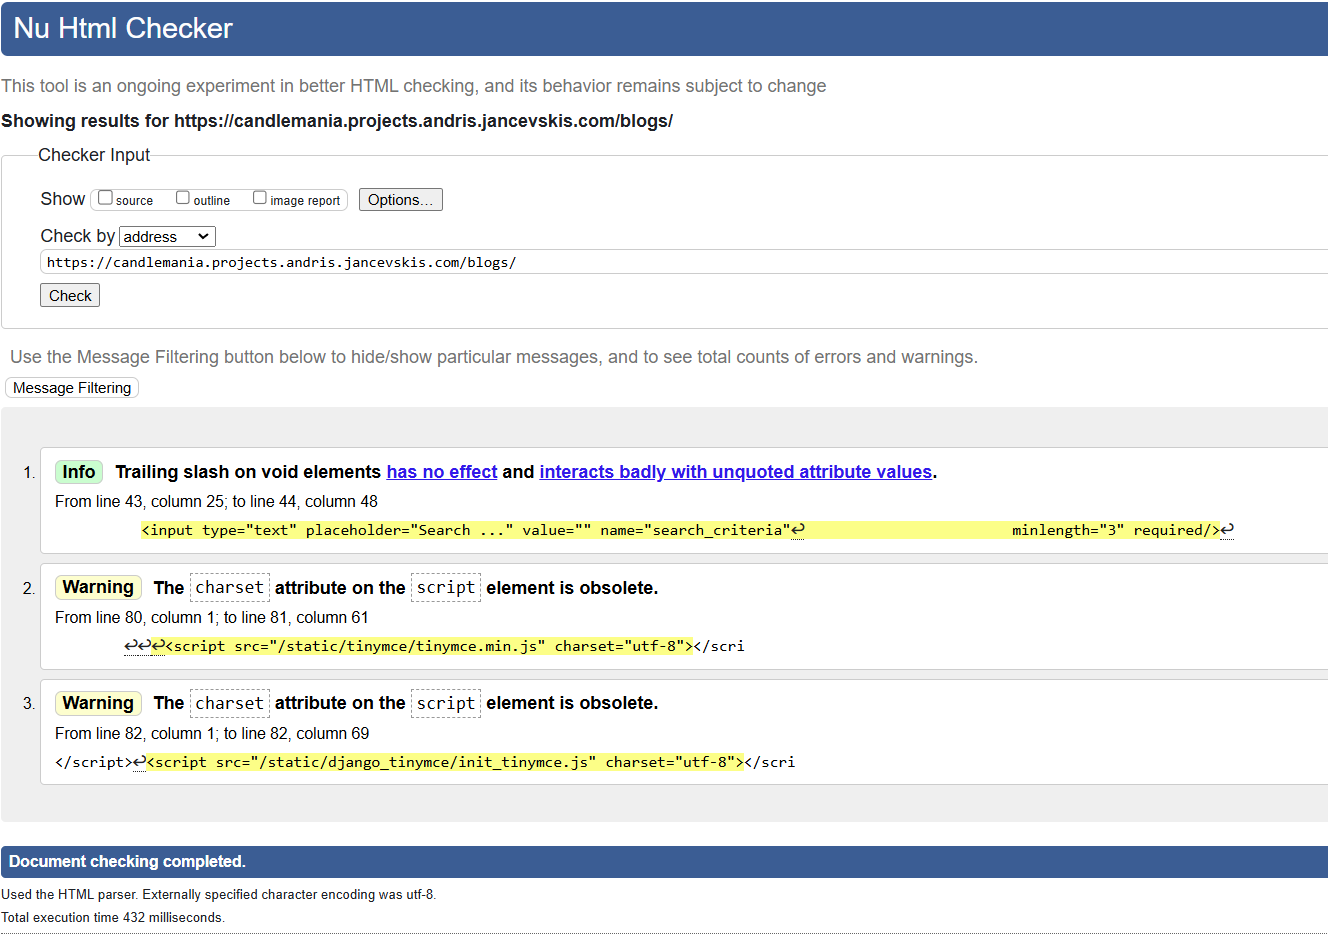 Nu Html Checker
This tool is an ongoing experiment in better HTML checking, and its behavior remains subject to change
Showing results for https://candlemania.projects.andris.jancevskis.com/blogs/
Checker Input
Show source outline image report Options...
Check by address
https://candlemania.projects.andris.jancevskis.com/blogs/
Check
Use the Message Filtering button below to hide/show particular messages, and to see total counts of errors and warnings.
Message Filtering
1. Info Trailing slash on void elements has no effect and interacts badly with unquoted attribute values.
From line 43, column 25; to line 44, column 48
<input type="text" placeholder="Search ..." value="" name="search_criteria"↩ minlength="3" required/>↩
2. Warning The charset attribute on the script element is obsolete.
From line 80, column 1; to line 81, column 61
↩↩↩<script src="/static/tinymce/tinymce.min.js" charset="utf-8"></scri
3. Warning The charset attribute on the script element is obsolete.
From line 82, column 1; to line 82, column 69
</script>↩<script src="/static/django_tinymce/init_tinymce.js" charset="utf-8"></scri
Document checking completed.
Used the HTML parser. Externally specified character encoding was utf-8.
Total execution time 432 milliseconds.